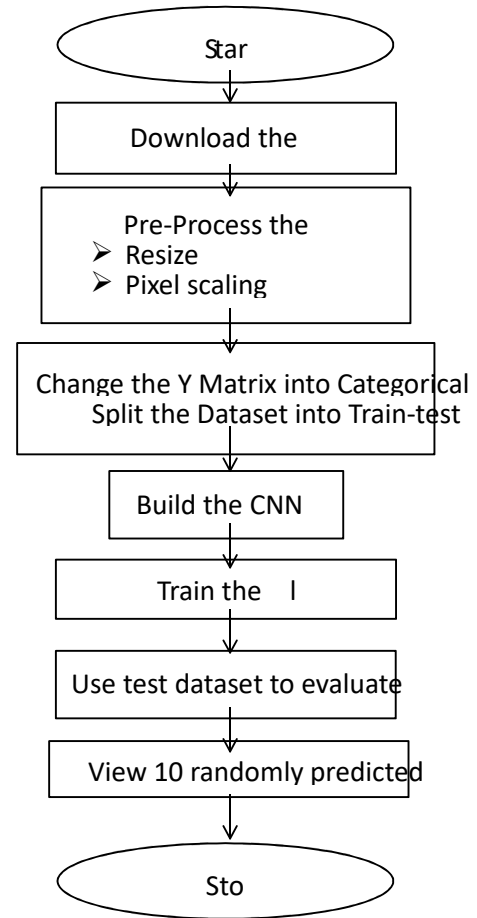 Star
Download the
Pre-Process the
➢ Resize
➢ Pixel scaling
Change the Y Matrix into Categorical
Split the Dataset into Train-test
Build the CNN
Train the l
Use test dataset to evaluate
View 10 randomly predicted
Sto